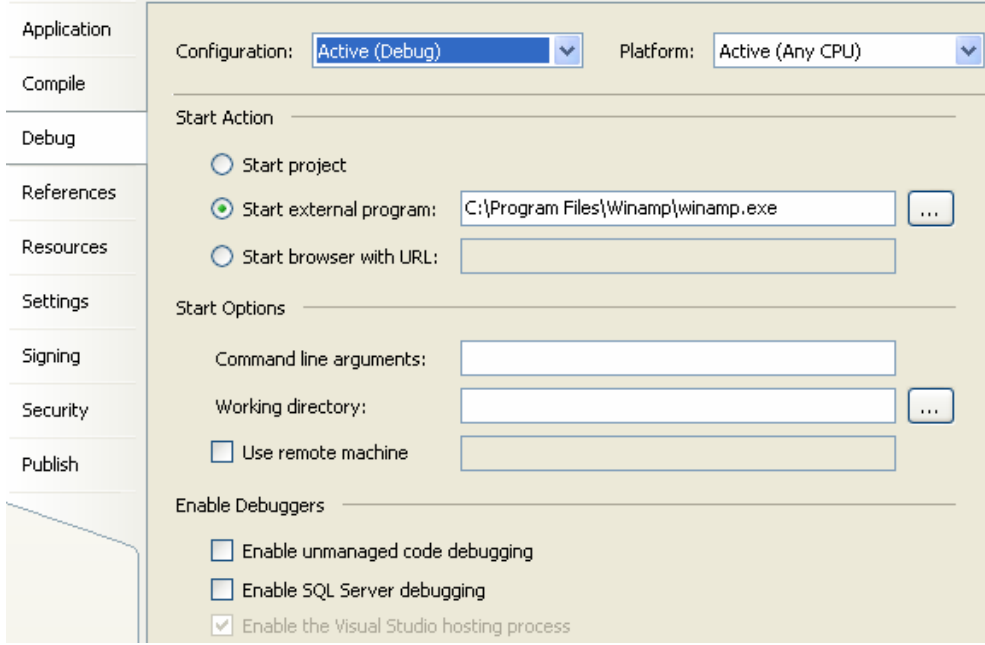 Application
Compile
Debug
References
Resources
Settings
Signing
Security
Publish
Configuration: Active (Debug) Platform: Active (Any CPU)
Start Action
Start project
Start external program: C:\Program Files\Winamp\winamp.exe ...
Start browser with URL:
Start Options
Command line arguments:
Working directory: ...
Use remote machine
Enable Debuggers
Enable unmanaged code debugging
Enable SQL Server debugging
Enable the Visual Studio hosting process